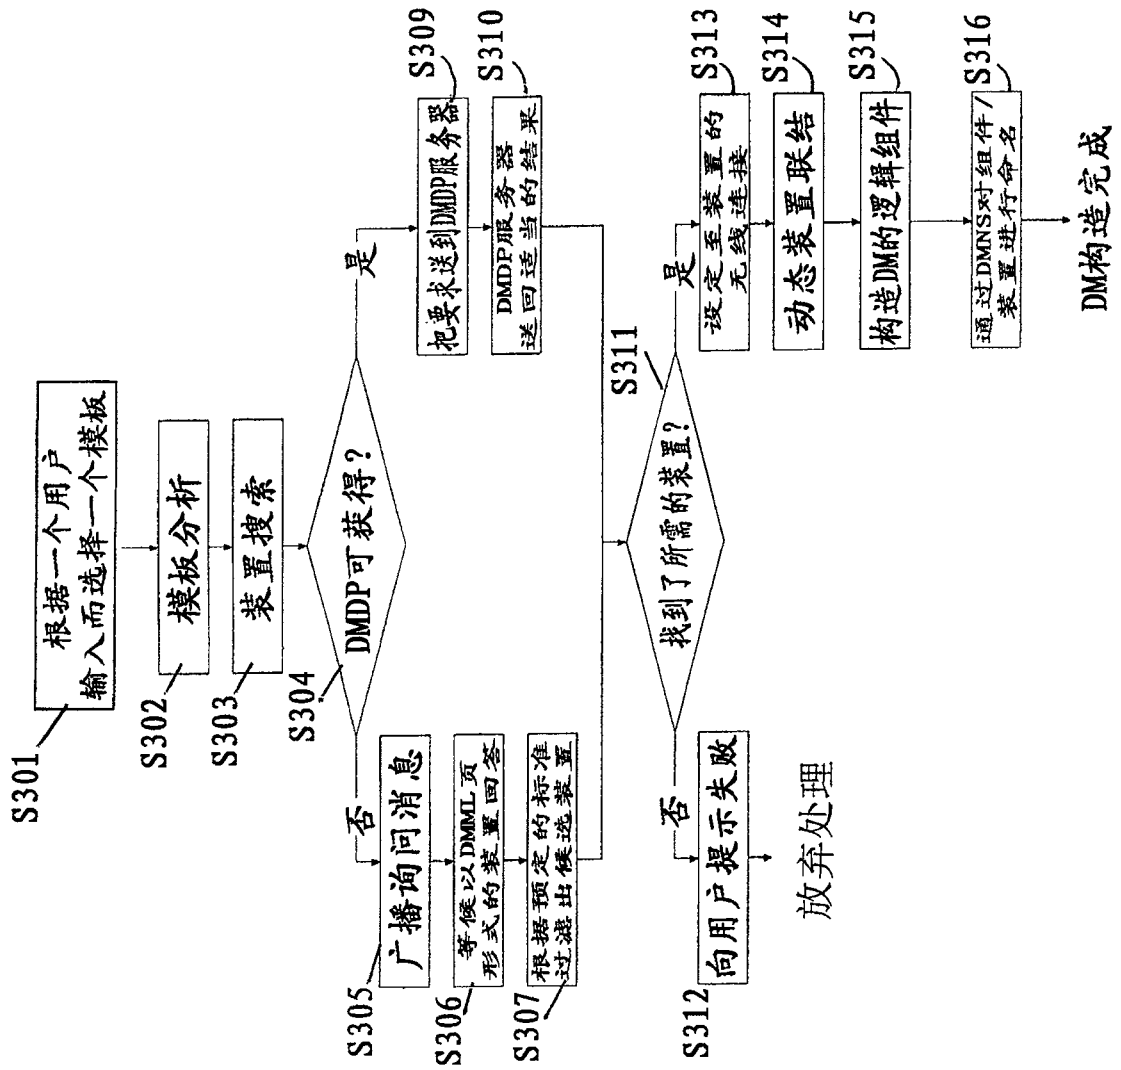 S301
根据一个用户
输入而选择一个模板
S302
模板分析
S303
装置搜索
S304
DMDP可获得?
否
是
S305
广播询问消息
S306
等候以DMML页
形式的装置回答
S307
根据预定的标准
过滤出候选装置
S309
把要求送到DMDP服务器
S310
DMDP服务器
送回适当的结果
S311
找到了所需的装置?
否
是
S312
向用户提示失败
放弃处理
S313
设定至装置的
无线连接
S314
动态装置联结
S315
构造DM的逻辑组件
S316
通过DMNS对组件/
装置进行命名
DM构造完成